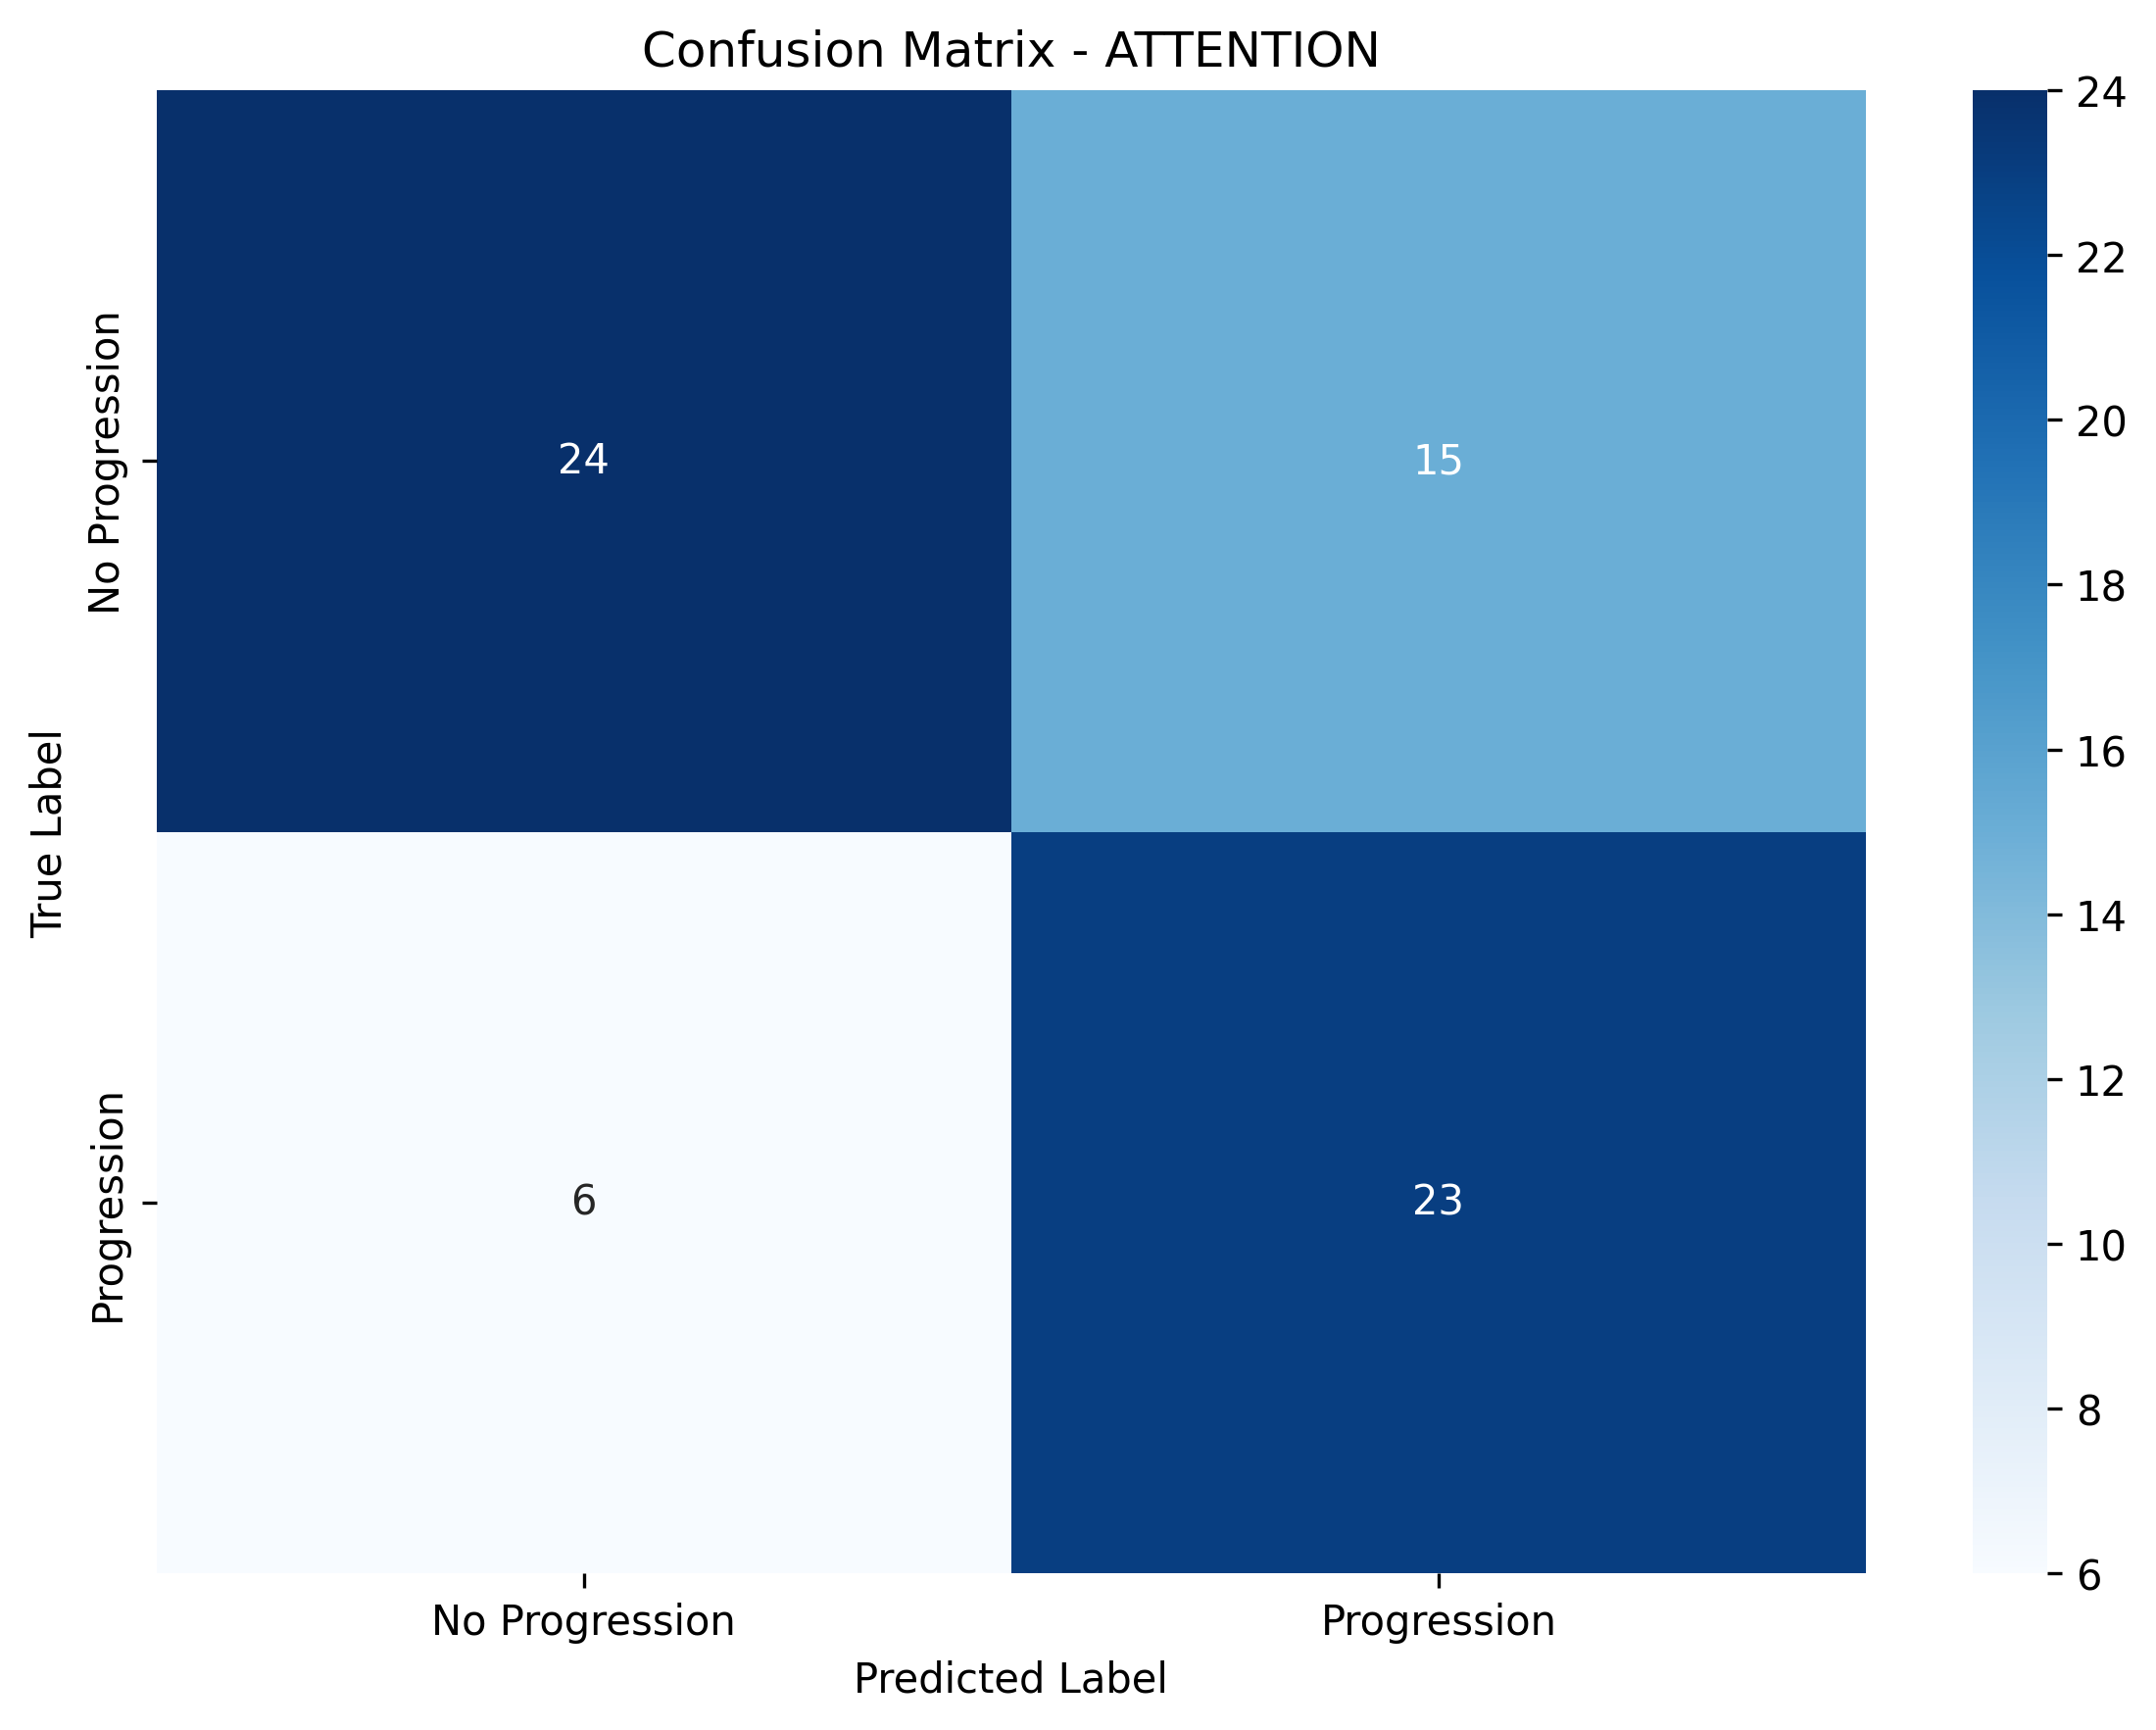 Confusion Matrix - ATTENTION
24
22
20
18
16
14
12
10
8
6
True Label
No Progression
Progression
24 15
6 23
No Progression Progression
Predicted Label